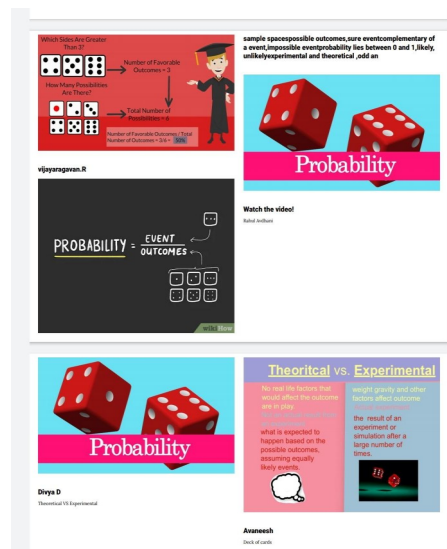 Which Sides Are Greater
Than 3?
Number of Favorable
Outcomes = 3
How Many Possibilities
Are There?
Total Number of
Possibilities = 6
Number of Favorable Outcomes / Total
Number of Outcomes = 3/6 = 50%
vijayaragavan.R
PROBABILITY = EVENT
OUTCOMES
wikiHow
sample spacespossible outcomes,sure eventcomplementary of
a event,impossible eventprobability lies between 0 and 1,likely,
unlikelyexperimental and theoretical ,odd an
Probability
Watch the video!
Rahul Avdhani
Probability
Divya D
Theoretical VS Experimental
Theoritcal vs. Experimental
No real life factors that
would affect the outcome
are in play.
what is expected to
happen based on the
possible outcomes,
assuming equally
likely events.
weight gravity and other
factors affect outcome
the result of an
experiment or
simulation after a
large number of
times.
Avaneesh
Deck of cards